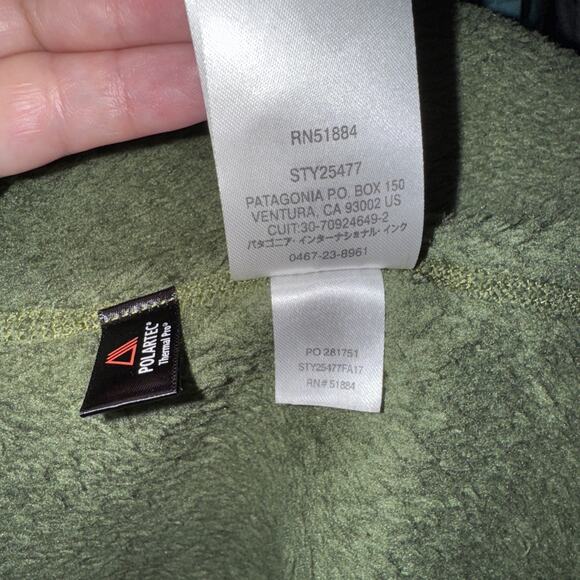 RN51884
STY25477
PATAGONIA P.O. BOX 150
VENTURA, CA 93002 US
CUIT:30-70924649-2
パタゴニア・インターナショナル・インク
0467-23-8961
POLARTEC®
Thermal Pro®
PO 281751
STY25477FA17
RN# 51884